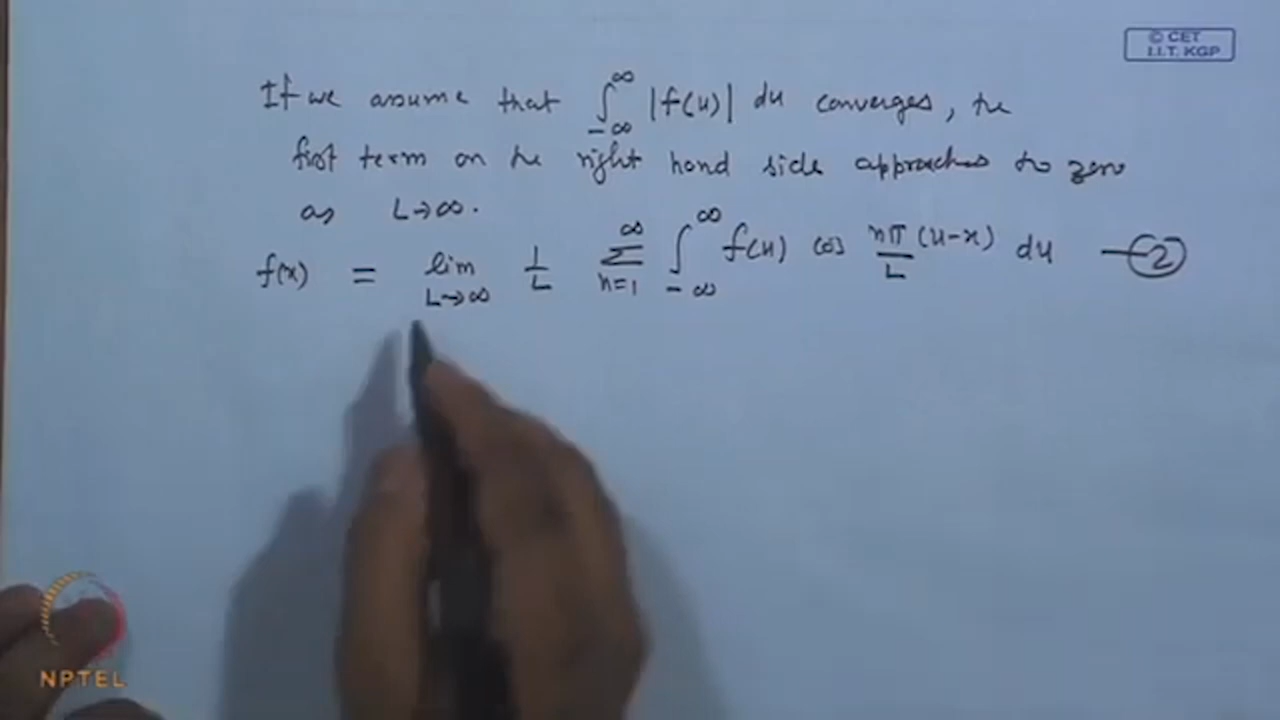 © CET
I.I.T. KGP
If we assume that ∫_{-∞}^{∞} |f(u)| du converges, the
first term on the right hand side approaches to zero
as L→∞.
f(x) = lim_{L→∞} 1/L ∑_{n=1}^{∞} ∫_{-∞}^{∞} f(u) cos nπ/L (u-x) du —②
NPTEL